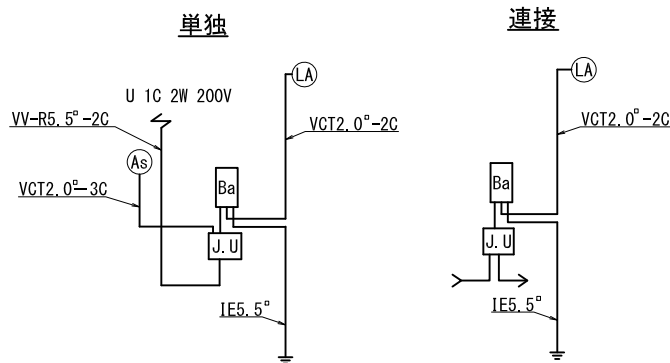 単独
連接
LA
LA
U 1C 2W 200V
VV-R5.5□-2C
VCT2.0□-2C
VCT2.0□-2C
As
Ba
Ba
VCT2.0□-3C
J.U
J.U
IE5.5□
IE5.5□